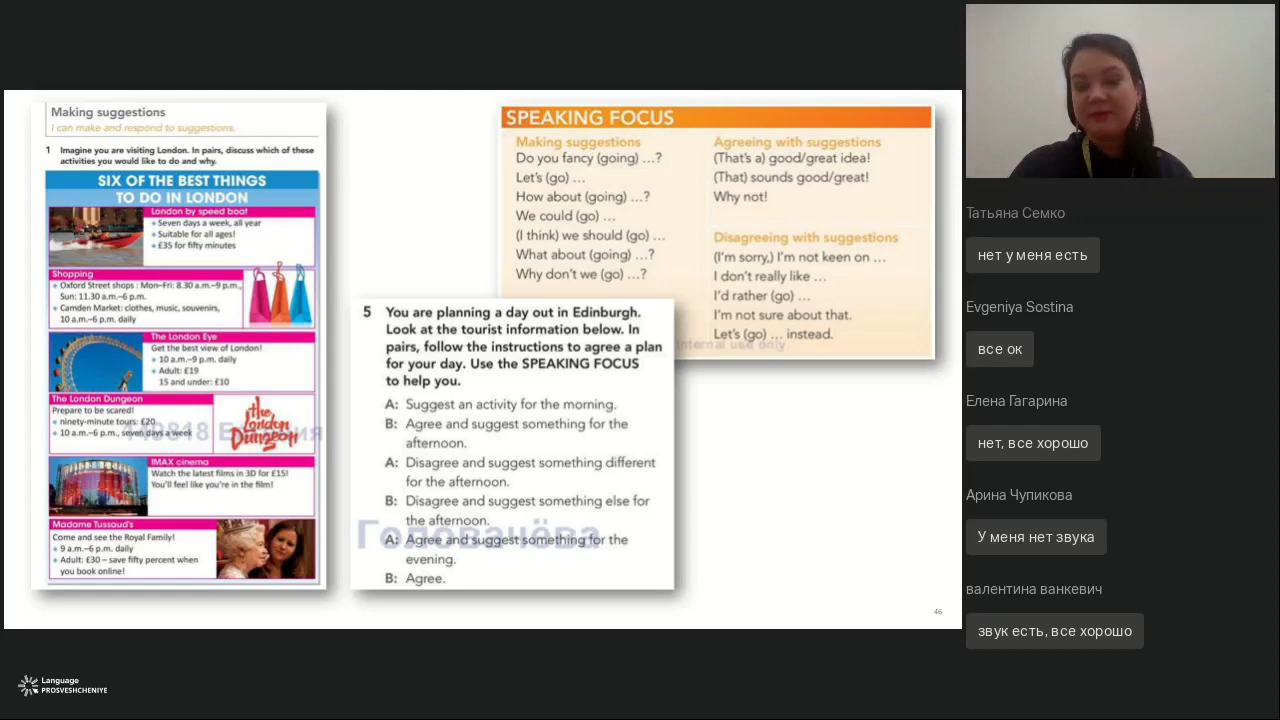 Making suggestions
I can make and respond to suggestions.
1 Imagine you are visiting London. In pairs, discuss which of these
activities you would like to do and why.
SIX OF THE BEST THINGS
TO DO IN LONDON
London by speed boat
Seven days a week, all year
Suitable for all ages!
£35 for fifty minutes
Shopping
Oxford Street shops : Mon–Fri: 8.30 a.m.–9 p.m.,
Sun: 11.30 a.m.–6 p.m.
Camden Market: clothes, music, souvenirs,
10 a.m.–6 p.m. daily
The London Eye
Get the best view of London!
10 a.m.–9 p.m. daily
Adult: £19
15 and under: £10
The London Dungeon
Prepare to be scared!
ninety-minute tours: £20
10 a.m.–6 p.m., seven days a week
the
London
Dungeon
IMAX cinema
Watch the latest films in 3D for £15!
You'll feel like you're in the film!
Madame Tussaud's
Come and see the Royal Family!
9 a.m.–6 p.m. daily
Adult: £30 – save fifty percent when
you book online!
SPEAKING FOCUS
Making suggestions
Do you fancy (going) …?
Let's (go) …
How about (going) …?
We could (go) …
(I think) we should (go) …
What about (going) …?
Why don't we (go) …?
Agreeing with suggestions
(That's a) good/great idea!
(That) sounds good/great!
Why not!
Disagreeing with suggestions
(I'm sorry,) I'm not keen on …
I don't really like …
I'd rather (go) …
I'm not sure about that.
Let's (go) … instead.
internal use only
5 You are planning a day out in Edinburgh.
Look at the tourist information below. In
pairs, follow the instructions to agree a plan
for your day. Use the SPEAKING FOCUS
to help you.
A: Suggest an activity for the morning.
B: Agree and suggest something for the
afternoon.
A: Disagree and suggest something different
for the afternoon.
B: Disagree and suggest something else for
the afternoon.
A: Agree and suggest something for the
evening.
B: Agree.
Головачёва
46
Language
PROSVESHCHENIYE
Татьяна Семко
нет у меня есть
Evgeniya Sostina
все ок
Елена Гагарина
нет, все хорошо
Арина Чупикова
У меня нет звука
валентина ванкевич
звук есть, все хорошо